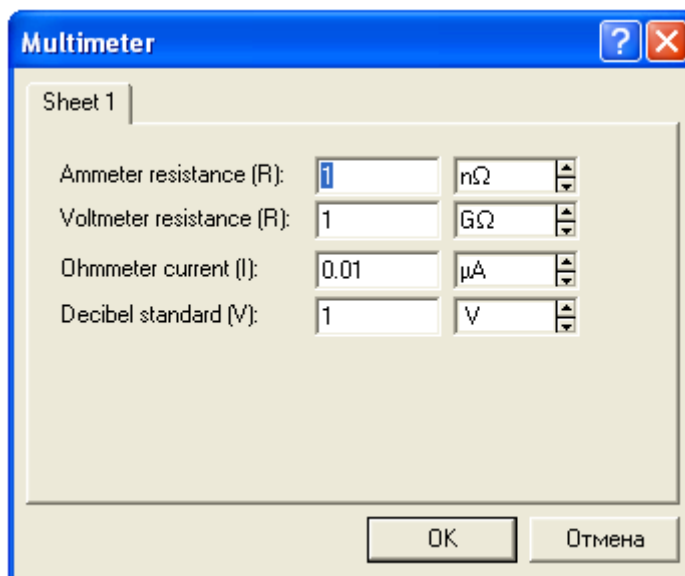 Multimeter
Sheet 1
Ammeter resistance (R): 1 nΩ
Voltmeter resistance (R): 1 GΩ
Ohmmeter current (I): 0.01 μA
Decibel standard (V): 1 V
OK Отмена